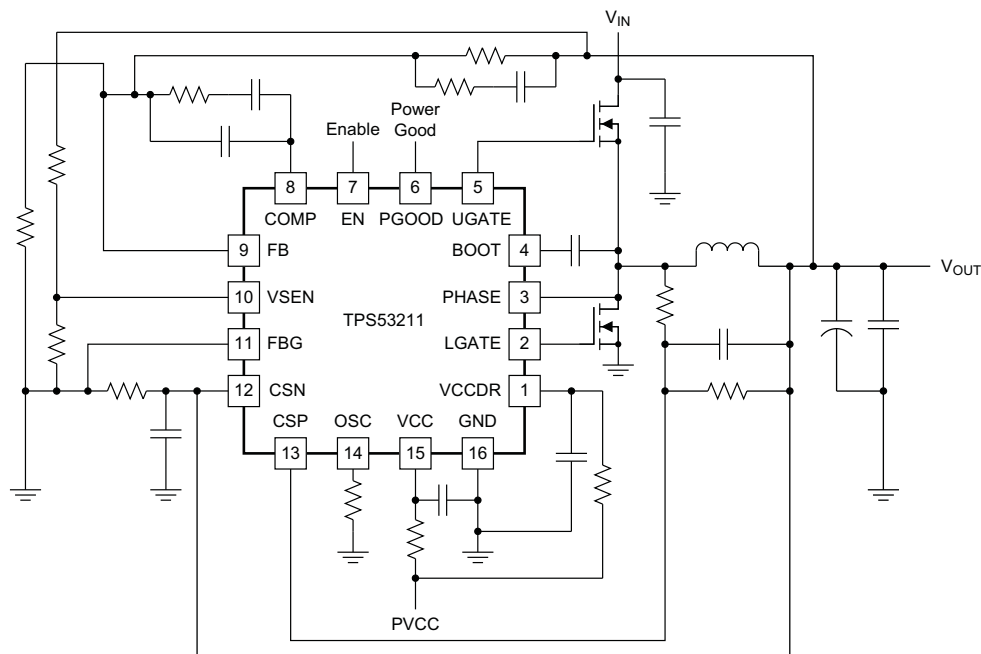 V_IN
Power
Good
Enable
8
7
6
5
COMP
EN
PGOOD
UGATE
9
FB
BOOT
4
V_OUT
10
VSEN
PHASE
3
TPS53211
11
FBG
LGATE
2
12
CSN
VCCDR
1
CSP
OSC
VCC
GND
13
14
15
16
PVCC